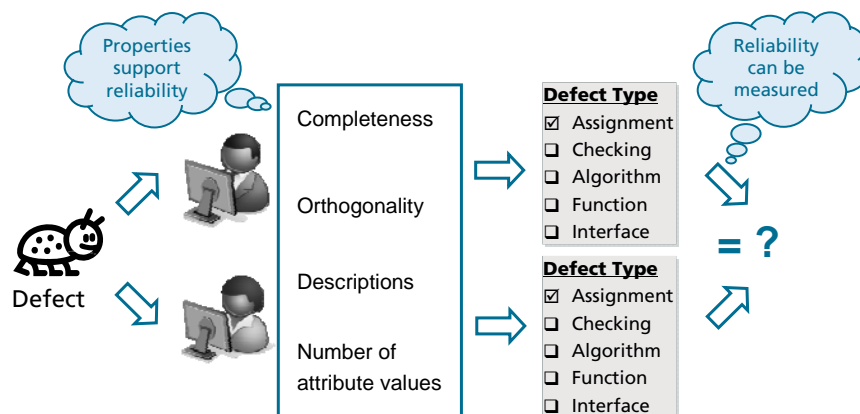 Properties
support
reliability
Reliability
can be
measured
Completeness
Orthogonality
Descriptions
Number of
attribute values
Defect
Defect Type
☑ Assignment
❑ Checking
❑ Algorithm
❑ Function
❑ Interface
Defect Type
☑ Assignment
❑ Checking
❑ Algorithm
❑ Function
❑ Interface
= ?